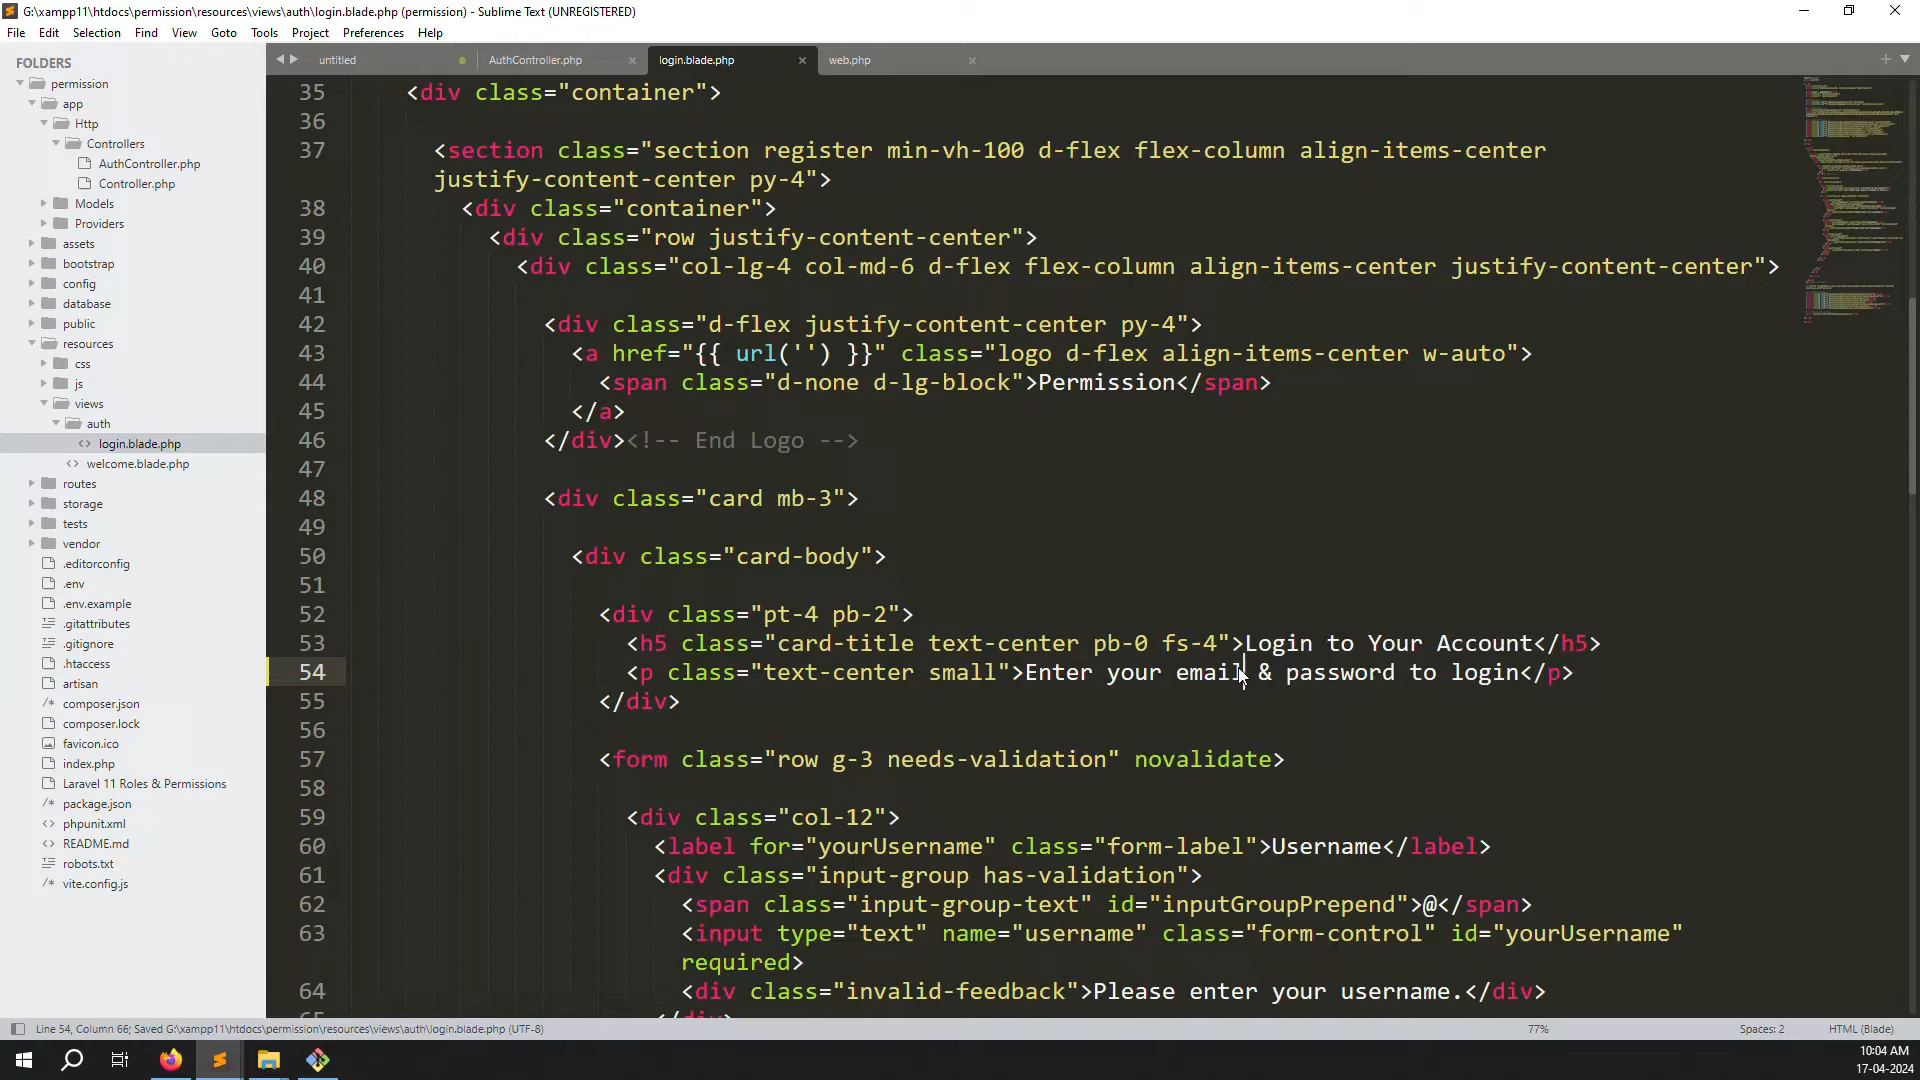 G:\xampp11\htdocs\permission\resources\views\auth\login.blade.php (permission) - Sublime Text (UNREGISTERED)
File Edit Selection Find View Goto Tools Project Preferences Help
FOLDERS
permission
app
Http
Controllers
AuthController.php
Controller.php
Models
Providers
assets
bootstrap
config
database
public
resources
css
js
views
auth
login.blade.php
welcome.blade.php
routes
storage
tests
vendor
.editorconfig
.env
.env.example
.gitattributes
.gitignore
.htaccess
artisan
composer.json
composer.lock
favicon.ico
index.php
Laravel 11 Roles & Permissions
package.json
phpunit.xml
README.md
robots.txt
vite.config.js
untitled AuthController.php login.blade.php web.php
35 <div class="container">
36
37 <section class="section register min-vh-100 d-flex flex-column align-items-center
justify-content-center py-4">
38 <div class="container">
39 <div class="row justify-content-center">
40 <div class="col-lg-4 col-md-6 d-flex flex-column align-items-center justify-content-center">
41
42 <div class="d-flex justify-content-center py-4">
43 <a href="{{ url('') }}" class="logo d-flex align-items-center w-auto">
44 <span class="d-none d-lg-block">Permission</span>
45 </a>
46 </div><!-- End Logo -->
47
48 <div class="card mb-3">
49
50 <div class="card-body">
51
52 <div class="pt-4 pb-2">
53 <h5 class="card-title text-center pb-0 fs-4">Login to Your Account</h5>
54 <p class="text-center small">Enter your email & password to login</p>
55 </div>
56
57 <form class="row g-3 needs-validation" novalidate>
58
59 <div class="col-12">
60 <label for="yourUsername" class="form-label">Username</label>
61 <div class="input-group has-validation">
62 <span class="input-group-text" id="inputGroupPrepend">@</span>
63 <input type="text" name="username" class="form-control" id="yourUsername"
required>
64 <div class="invalid-feedback">Please enter your username.</div>
65 </div>
Line 54, Column 66; Saved G:\xampp11\htdocs\permission\resources\views\auth\login.blade.php (UTF-8) 77% Spaces: 2 HTML (Blade)
10:04 AM
17-04-2024